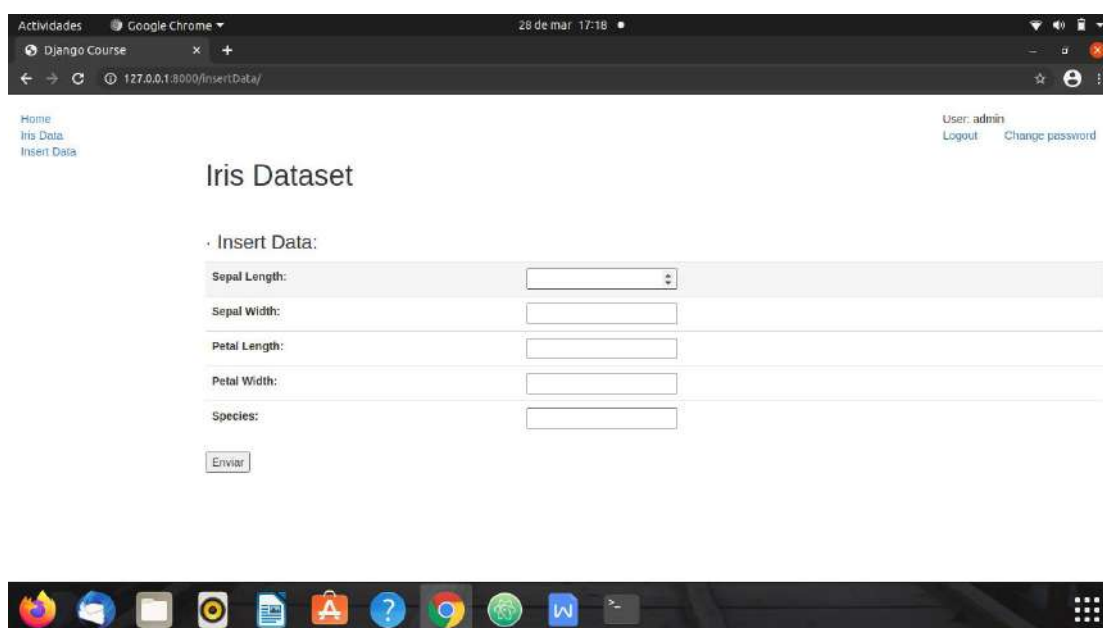 Actividades Google Chrome 28 de mar 17:18
Django Course
127.0.0.1:8000/insertData/
Home
Iris Data
Insert Data
User: admin
Logout Change password
Iris Dataset
· Insert Data:
Sepal Length:
Sepal Width:
Petal Length:
Petal Width:
Species:
Enviar